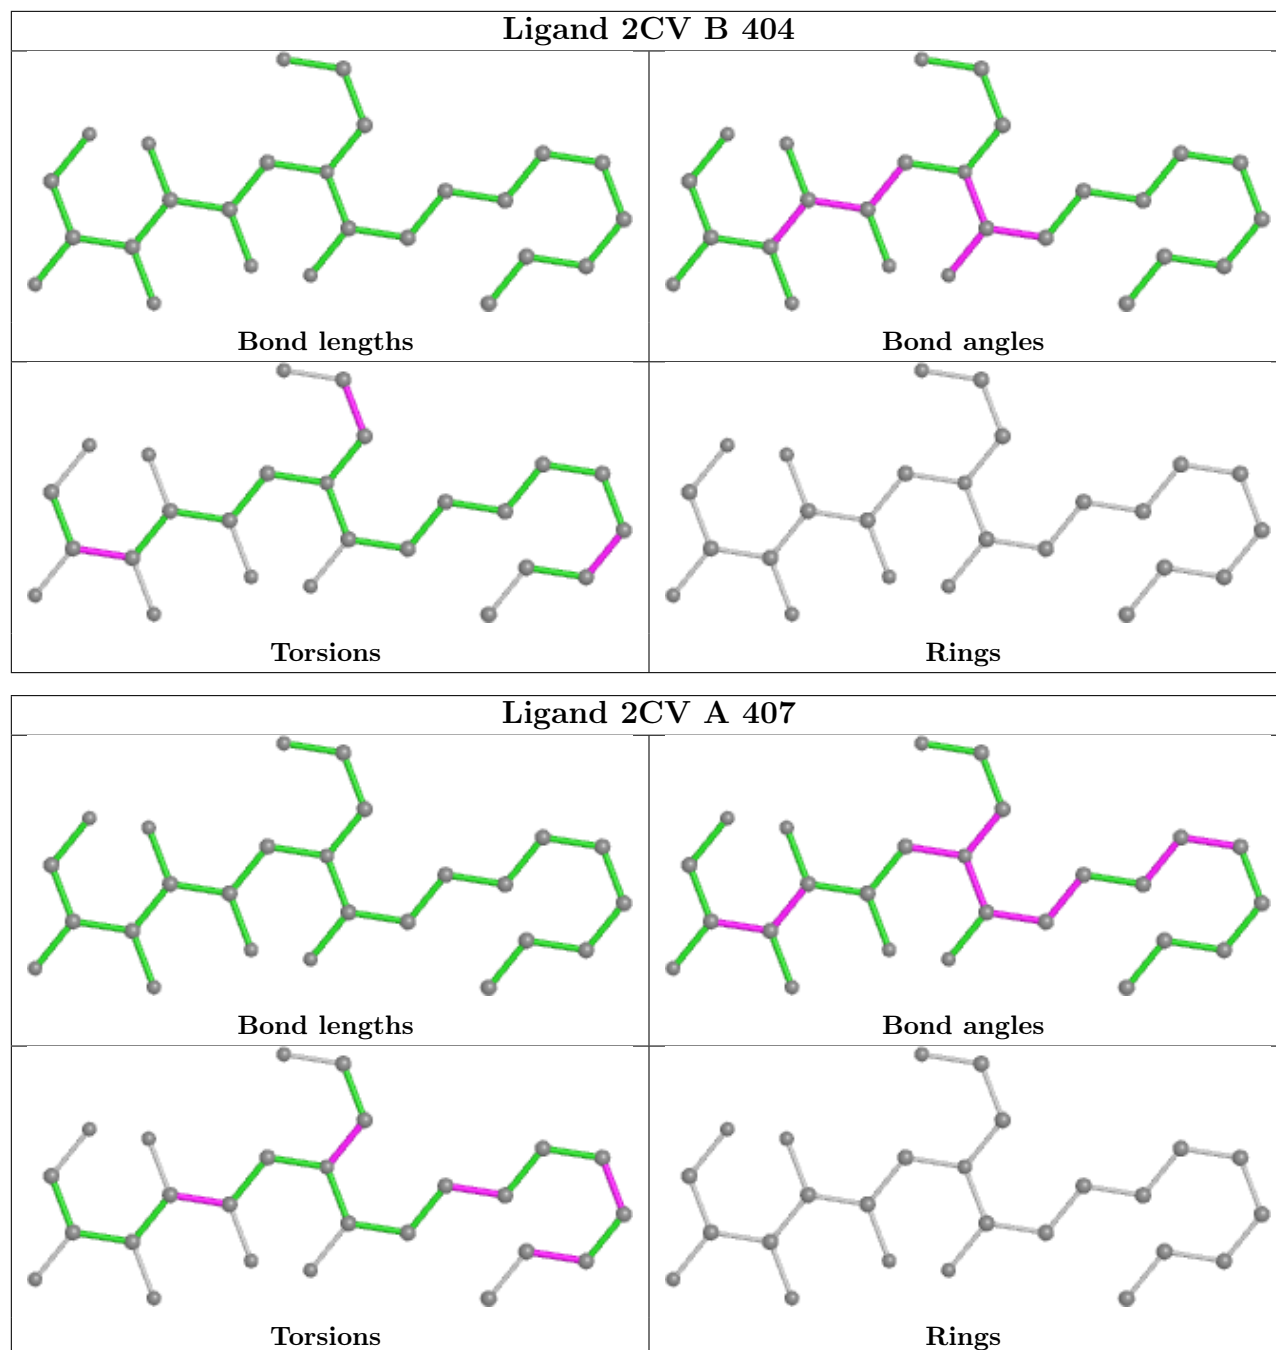 Ligand 2CV B 404
Bond lengths
Bond angles
Torsions
Rings
Ligand 2CV A 407
Bond lengths
Bond angles
Torsions
Rings